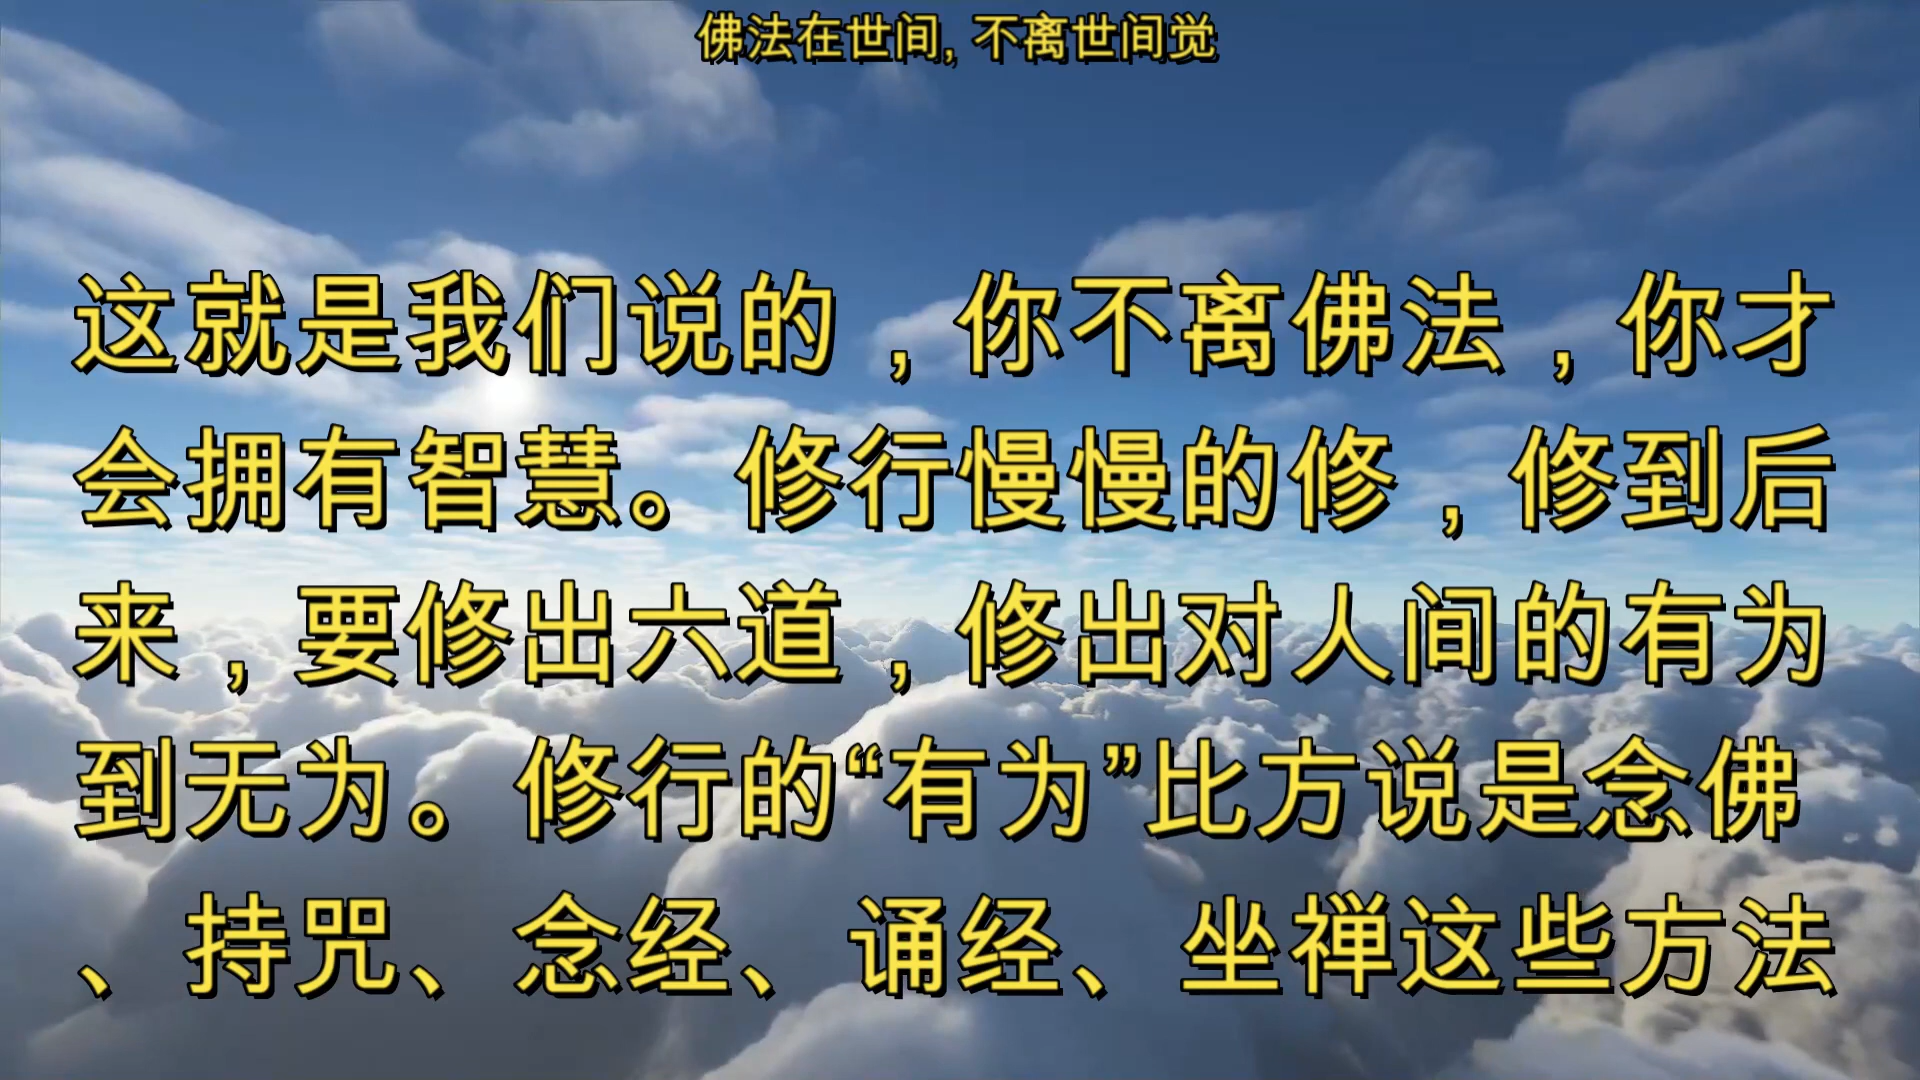 佛法在世间, 不离世间觉
这就是我们说的，你不离佛法，你才
会拥有智慧。修行慢慢的修，修到后
来，要修出六道，修出对人间的有为
到无为。修行的“有为”比方说是念佛
、持咒、念经、诵经、坐禅这些方法